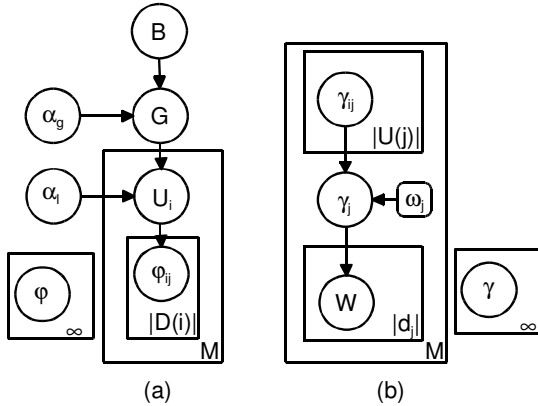 B
α_g
G
α_l
U_i
φ
∞
φ_ij
|D(i)|
M
(a)
γ_ij
|U(j)|
γ_j
ω_j
W
|d_j|
M
γ
∞
(b)